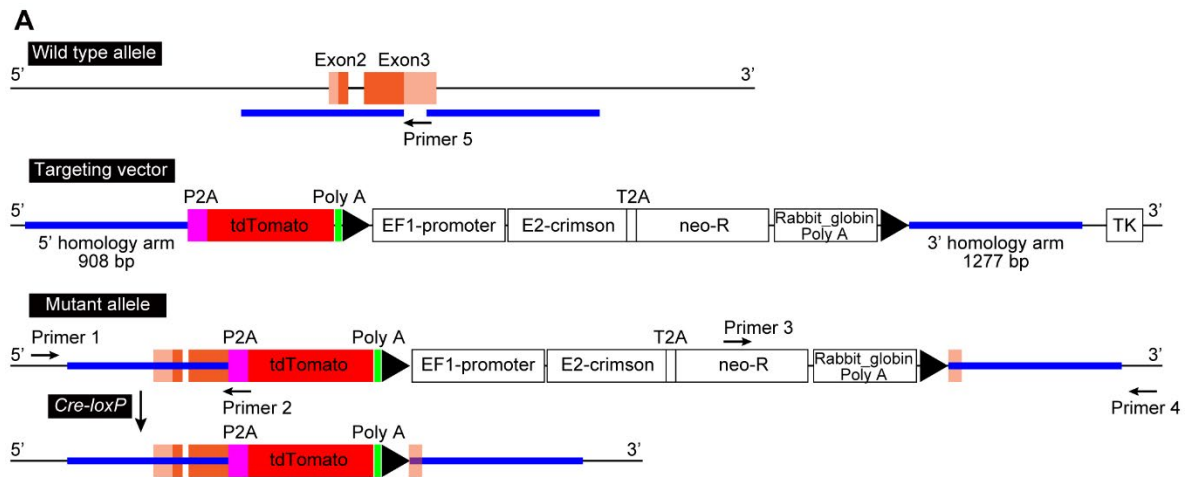 A
Wild type allele
5’
Exon2 Exon3
3’
Primer 5
Targeting vector
5’
P2A
tdTomato
Poly A
EF1-promoter
E2-crimson
T2A
neo-R
Rabbit_globin
Poly A
TK
3’
5’ homology arm
908 bp
3’ homology arm
1277 bp
Mutant allele
5’
Primer 1
P2A
tdTomato
Poly A
EF1-promoter
E2-crimson
T2A
Primer 3
neo-R
Rabbit_globin
Poly A
3’
Primer 2
Primer 4
Cre-loxP
5’
P2A
tdTomato
Poly A
3’